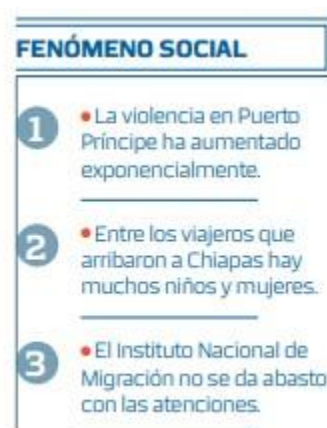 FENÓMENO SOCIAL
1
• La violencia en Puerto
Príncipe ha aumentado
exponencialmente.
2
• Entre los viajeros que
arribaron a Chiapas hay
muchos niños y mujeres.
3
• El Instituto Nacional de
Migración no se da abasto
con las atenciones.